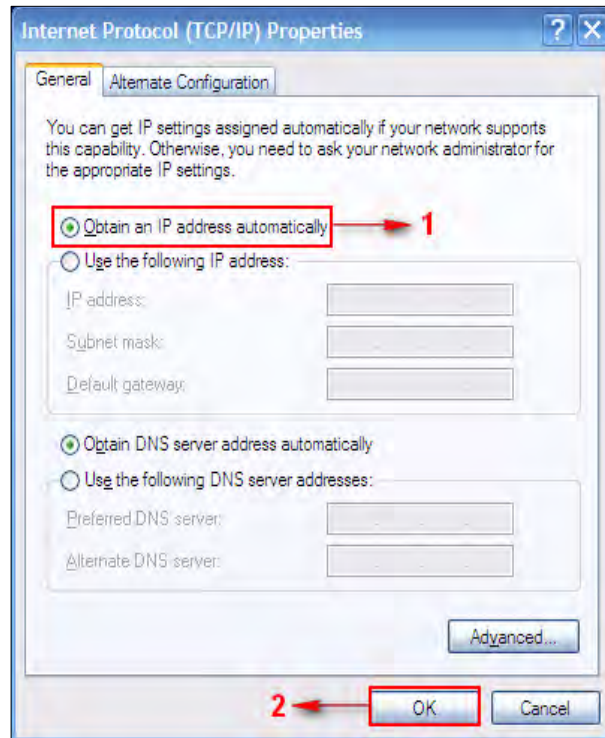 Internet Protocol (TCP/IP) Properties
General
Alternate Configuration
You can get IP settings assigned automatically if your network supports
this capability. Otherwise, you need to ask your network administrator for
the appropriate IP settings.
Obtain an IP address automatically
1
Use the following IP address:
IP address:
Subnet mask:
Default gateway:
Obtain DNS server address automatically
Use the following DNS server addresses:
Preferred DNS server:
Alternate DNS server:
Advanced...
2
OK
Cancel